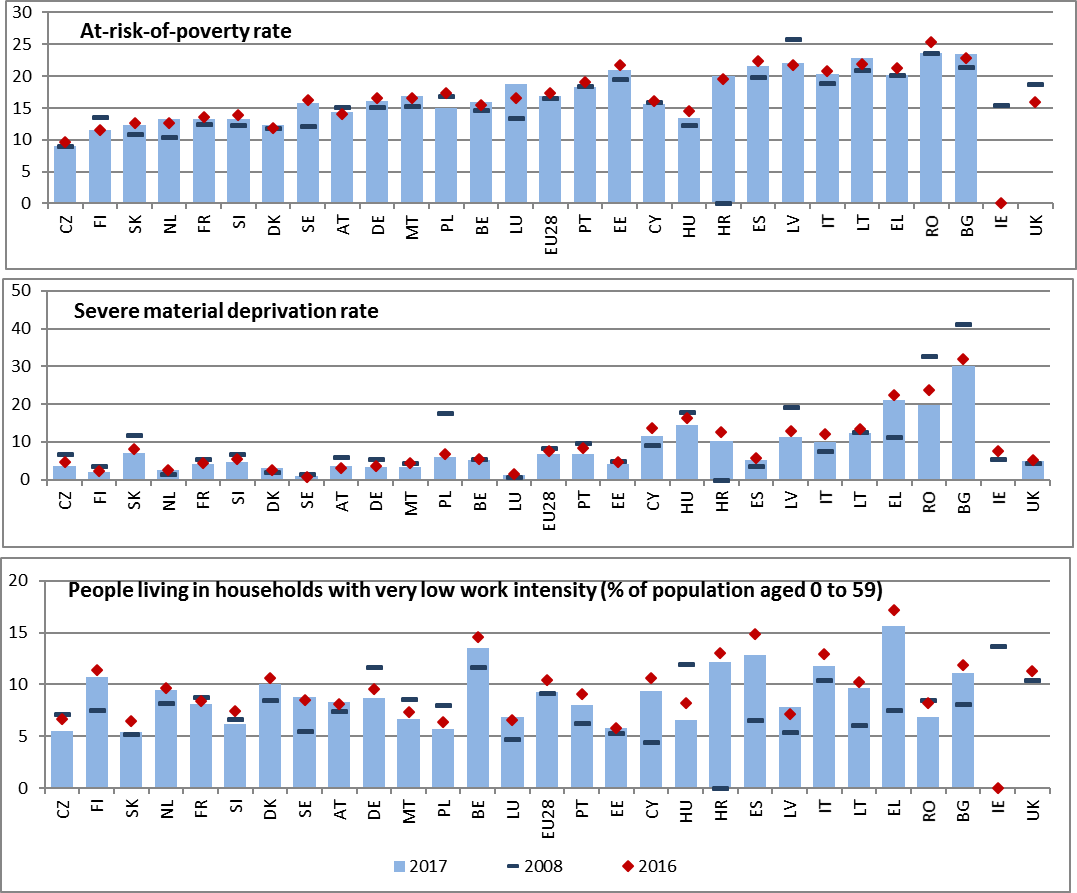 At-risk-of-poverty rate
30
25
20
15
10
5
0
CZ FI SK NL FR SI DK SE AT DE MT PL BE LU EU28 PT EE CY HU HR ES LV IT LT EL RO BG IE UK
Severe material deprivation rate
50
40
30
20
10
0
CZ FI SK NL FR SI DK SE AT DE MT PL BE LU EU28 PT EE CY HU HR ES LV IT LT EL RO BG IE UK
People living in households with very low work intensity (% of population aged 0 to 59)
20
15
10
5
0
CZ FI SK NL FR SI DK SE AT DE MT PL BE LU EU28 PT EE CY HU HR ES LV IT LT EL RO BG IE UK
2017 2008 2016